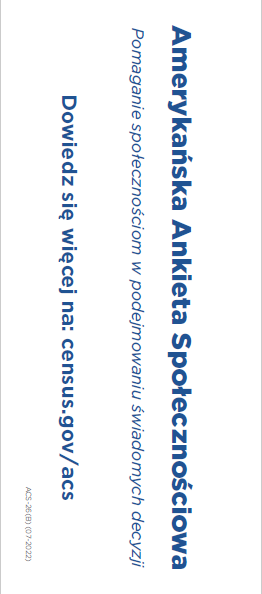 Amerykańska Ankieta Społecznościowa
Pomaganie społecznościom w podejmowaniu świadomych decyzji
Dowiedz się więcej na: census.gov/acs
ACS-26(B) (07-2022)